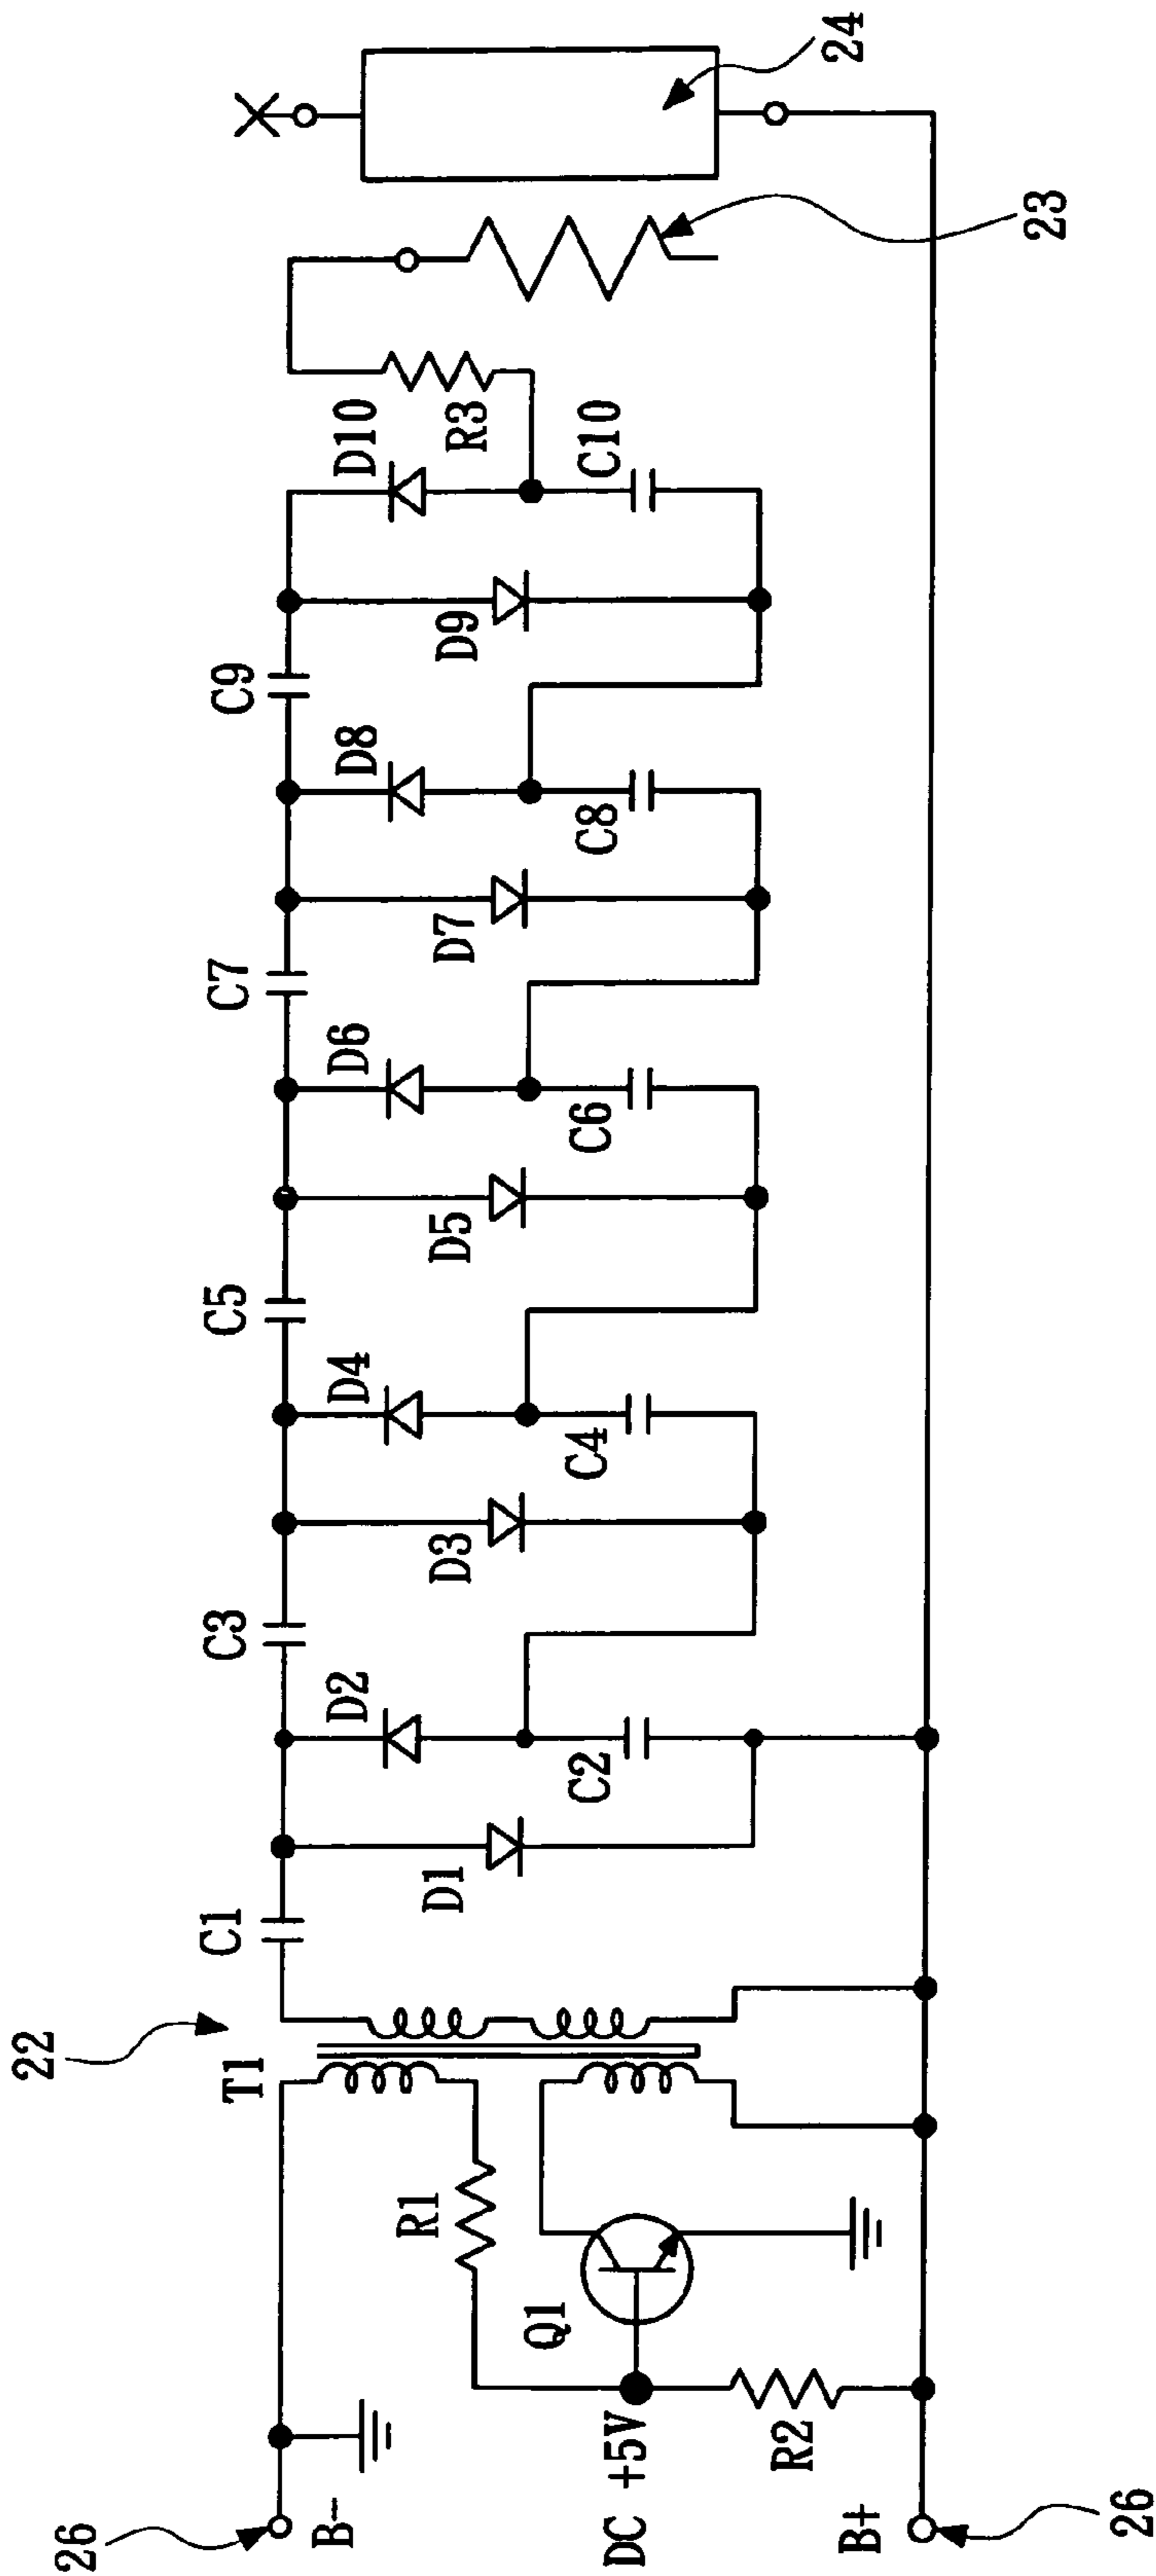 22
T1
26
B-
R1
Q1
DC +5V
R2
B+
26
C1
D1
D2
C2
C3
D3
D4
C4
C5
D5
D6
C6
C7
D7
D8
C8
C9
D9
D10
C10
R3
23
24